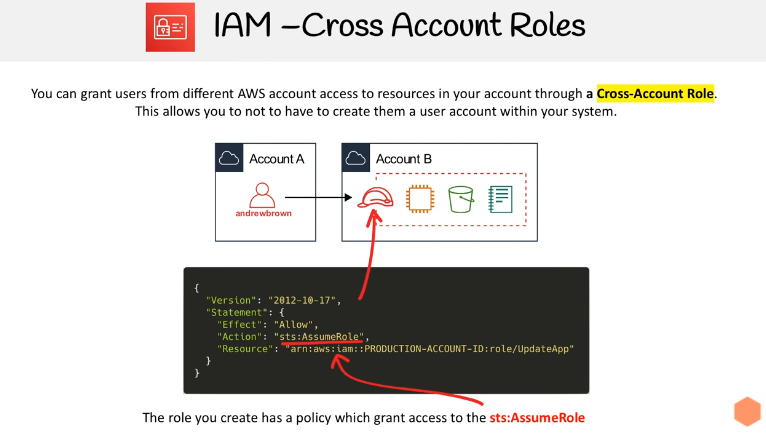 IAM –Cross Account Roles
You can grant users from different AWS account access to resources in your account through a Cross-Account Role.
This allows you to not to have to create them a user account within your system.
Account A
Account B
andrewbrown
{
"Version": "2012-10-17",
"Statement": {
"Effect": "Allow",
"Action": "sts:AssumeRole",
"Resource": "arn:aws:iam::PRODUCTION-ACCOUNT-ID:role/UpdateApp"
}
}
The role you create has a policy which grant access to the sts:AssumeRole